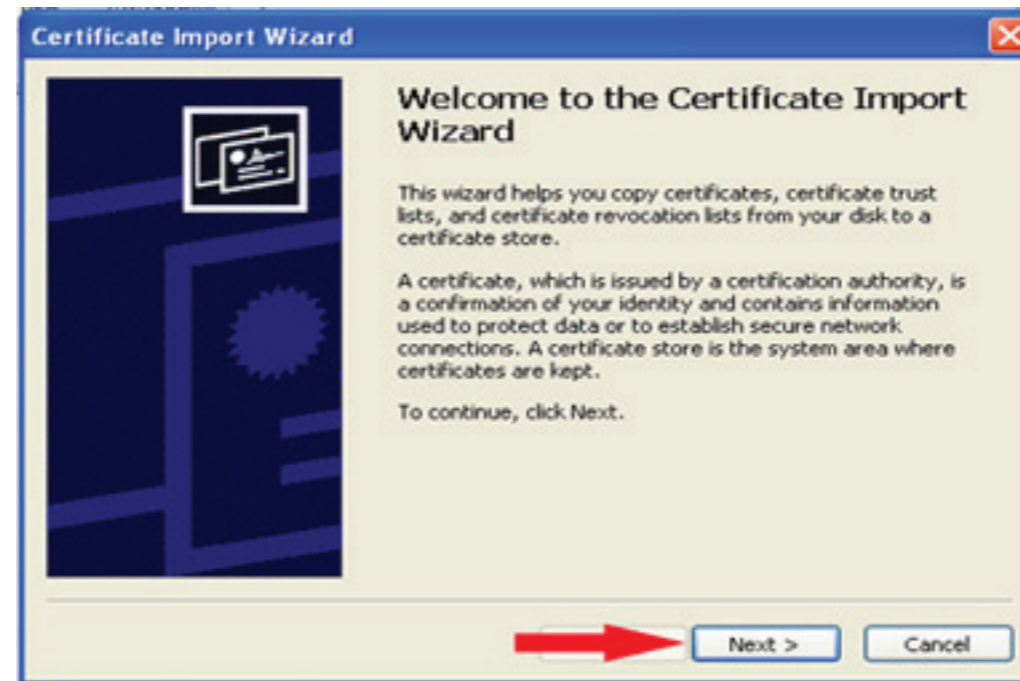 Certificate Import Wizard
Welcome to the Certificate Import
Wizard
This wizard helps you copy certificates, certificate trust
lists, and certificate revocation lists from your disk to a
certificate store.
A certificate, which is issued by a certification authority, is
a confirmation of your identity and contains information
used to protect data or to establish secure network
connections. A certificate store is the system area where
certificates are kept.
To continue, click Next.
Next >
Cancel